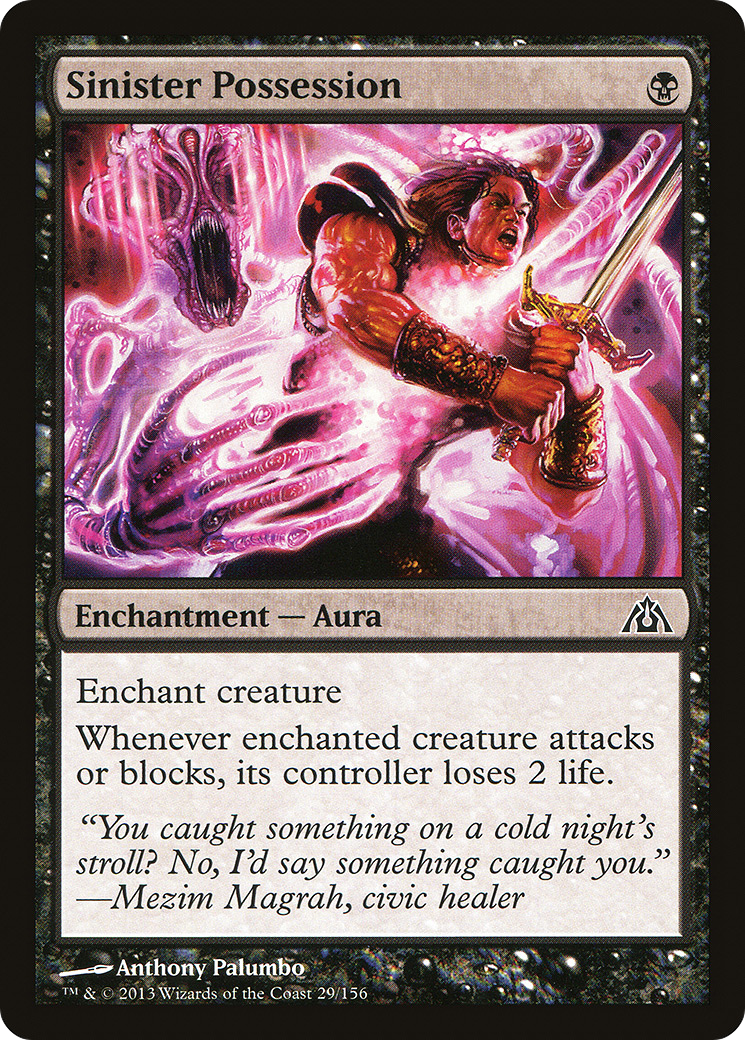 Sinister Possession
Enchantment — Aura
Enchant creature
Whenever enchanted creature attacks
or blocks, its controller loses 2 life.
“You caught something on a cold night’s
stroll? No, I’d say something caught you.”
—Mezim Magrah, civic healer
Anthony Palumbo
™ & © 2013 Wizards of the Coast 29/156